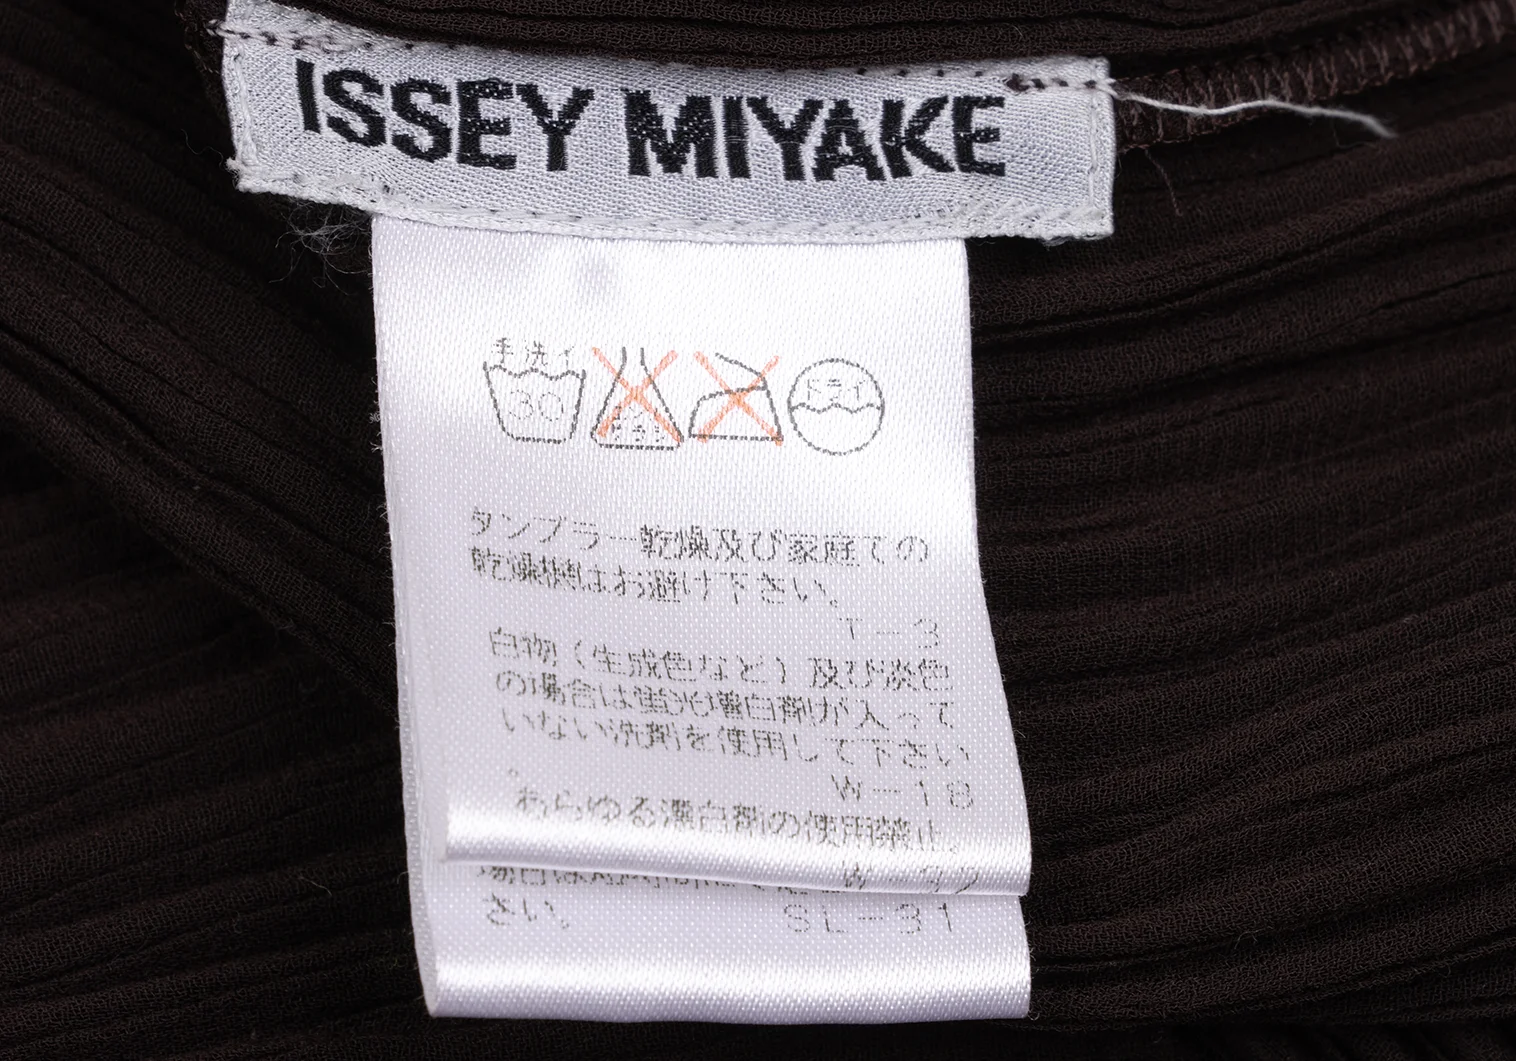 ISSEY MIYAKE
手洗イ
30
ドライ
タンブラー乾燥及び家庭での
乾燥機はお避け下さい。
T-3
白物(生成色など)及び淡色
の場合は蛍光増白剤が入って
いない洗剤を使用して下さい
。
W-18
あらゆる漂白剤の使用禁止。
W
さい。
SL-31